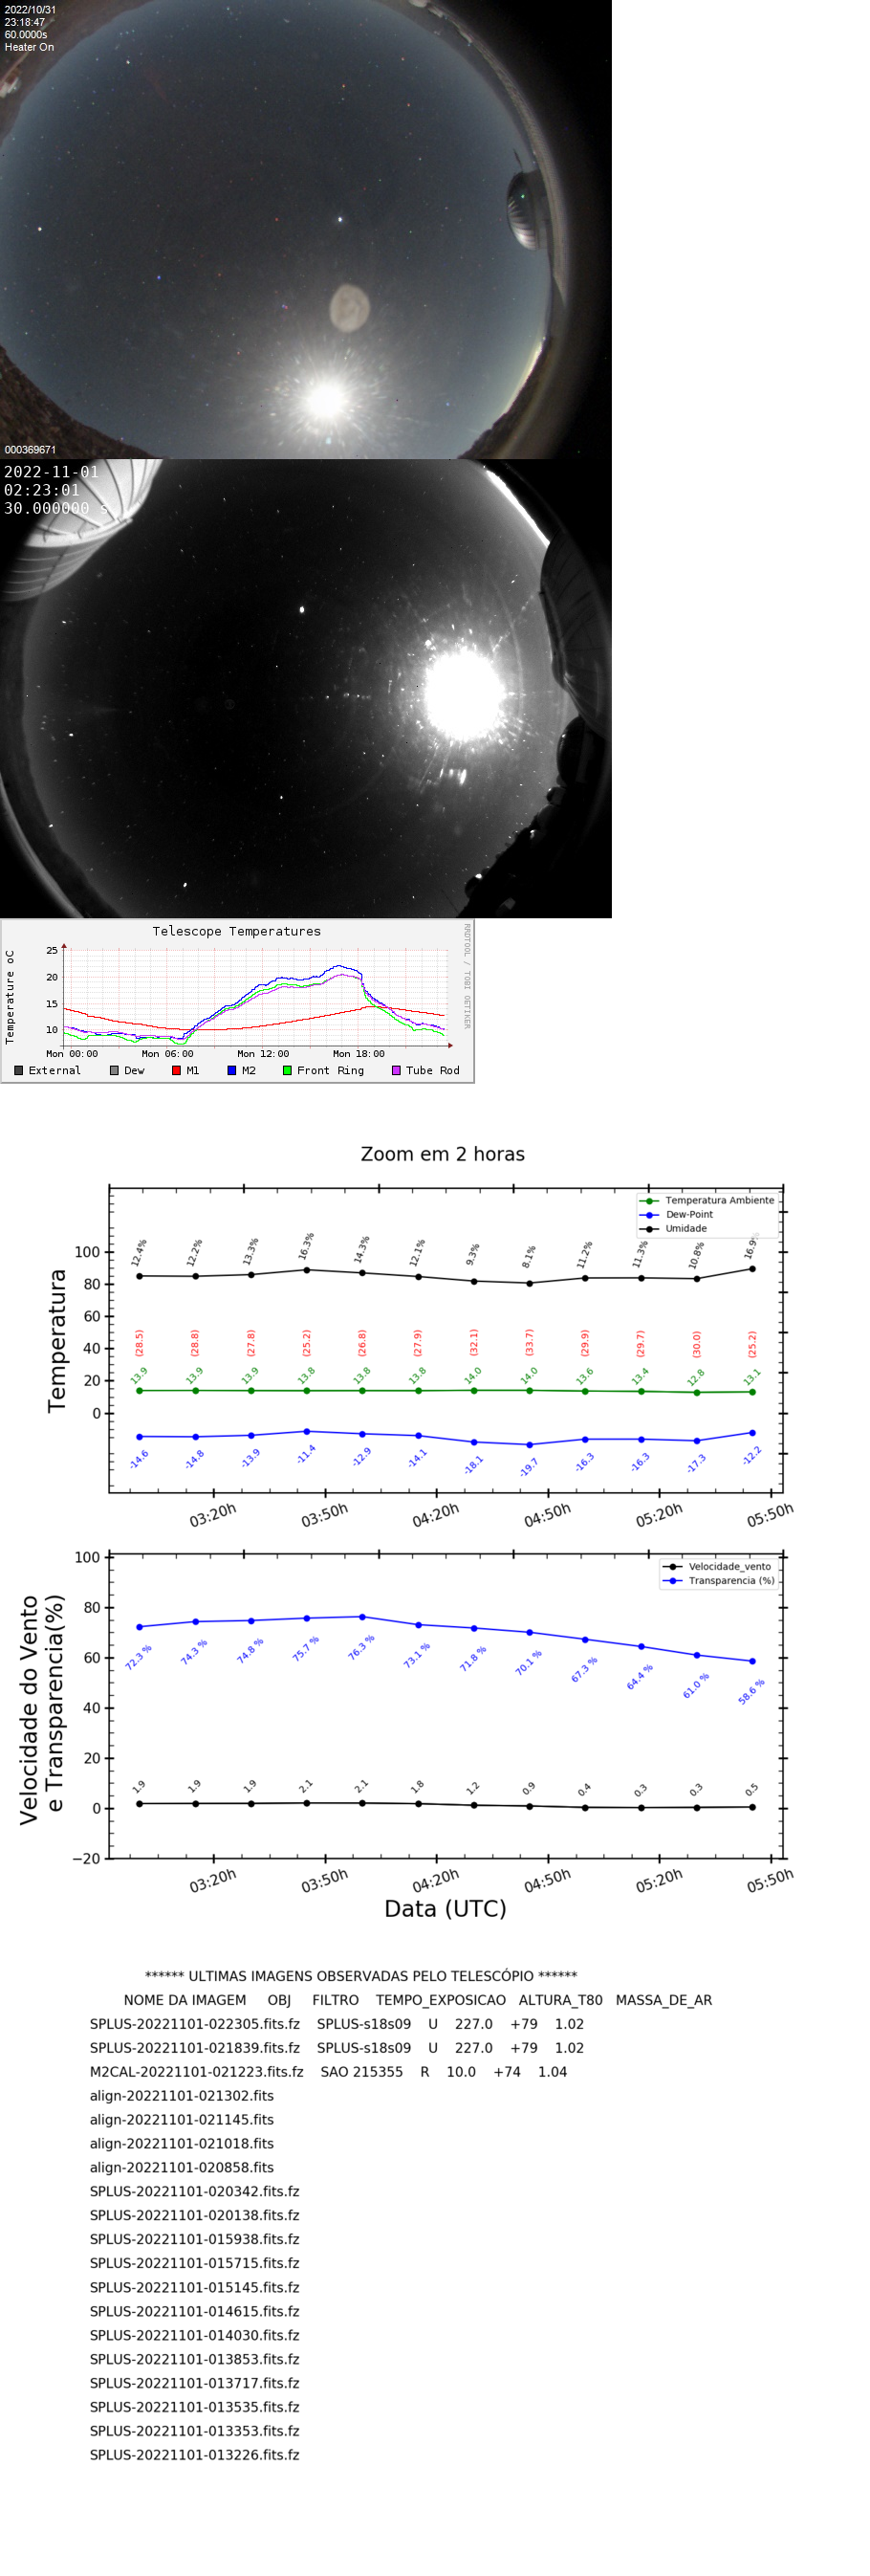 2022/10/31
23:18:47
60.0000s
Heater On
000369671
2022-11-01
02:23:01
30.000000 s
Telescope Temperatures
RRDTOOL / TOBI OETIKER
Temperature oC
25
20
15
10
Mon 00:00 Mon 06:00 Mon 12:00 Mon 18:00
External Dew M1 M2 Front Ring Tube Rod
Zoom em 2 horas
Temperatura Ambiente
Dew-Point
Umidade
Temperatura
100
80
60
40
20
0
12.4% 12.2% 13.3% 16.3% 14.3% 12.1% 9.3% 8.1% 11.2% 11.3% 10.8% 16.9%
(28.5) (28.8) (27.8) (25.2) (26.8) (27.9) (32.1) (33.7) (29.9) (29.7) (30.0) (25.2)
13.9 13.9 13.9 13.8 13.8 13.8 14.0 14.0 13.6 13.4 12.8 13.1
-14.6 -14.8 -13.9 -11.4 -12.9 -14.1 -18.1 -19.7 -16.3 -16.3 -17.3 -12.2
03:20h 03:50h 04:20h 04:50h 05:20h 05:50h
Velocidade_vento
Transparencia (%)
Velocidade do Vento
e Transparencia(%)
100
80
60
40
20
0
−20
72.3 % 74.3 % 74.8 % 75.7 % 76.3 % 73.1 % 71.8 % 70.1 % 67.3 % 64.4 % 61.0 % 58.6 %
1.9 1.9 1.9 2.1 2.1 1.8 1.2 0.9 0.4 0.3 0.3 0.5
03:20h 03:50h 04:20h 04:50h 05:20h 05:50h
Data (UTC)
****** ULTIMAS IMAGENS OBSERVADAS PELO TELESCÓPIO ******
NOME DA IMAGEM OBJ FILTRO TEMPO_EXPOSICAO ALTURA_T80 MASSA_DE_AR
SPLUS-20221101-022305.fits.fz SPLUS-s18s09 U 227.0 +79 1.02
SPLUS-20221101-021839.fits.fz SPLUS-s18s09 U 227.0 +79 1.02
M2CAL-20221101-021223.fits.fz SAO 215355 R 10.0 +74 1.04
align-20221101-021302.fits
align-20221101-021145.fits
align-20221101-021018.fits
align-20221101-020858.fits
SPLUS-20221101-020342.fits.fz
SPLUS-20221101-020138.fits.fz
SPLUS-20221101-015938.fits.fz
SPLUS-20221101-015715.fits.fz
SPLUS-20221101-015145.fits.fz
SPLUS-20221101-014615.fits.fz
SPLUS-20221101-014030.fits.fz
SPLUS-20221101-013853.fits.fz
SPLUS-20221101-013717.fits.fz
SPLUS-20221101-013535.fits.fz
SPLUS-20221101-013353.fits.fz
SPLUS-20221101-013226.fits.fz